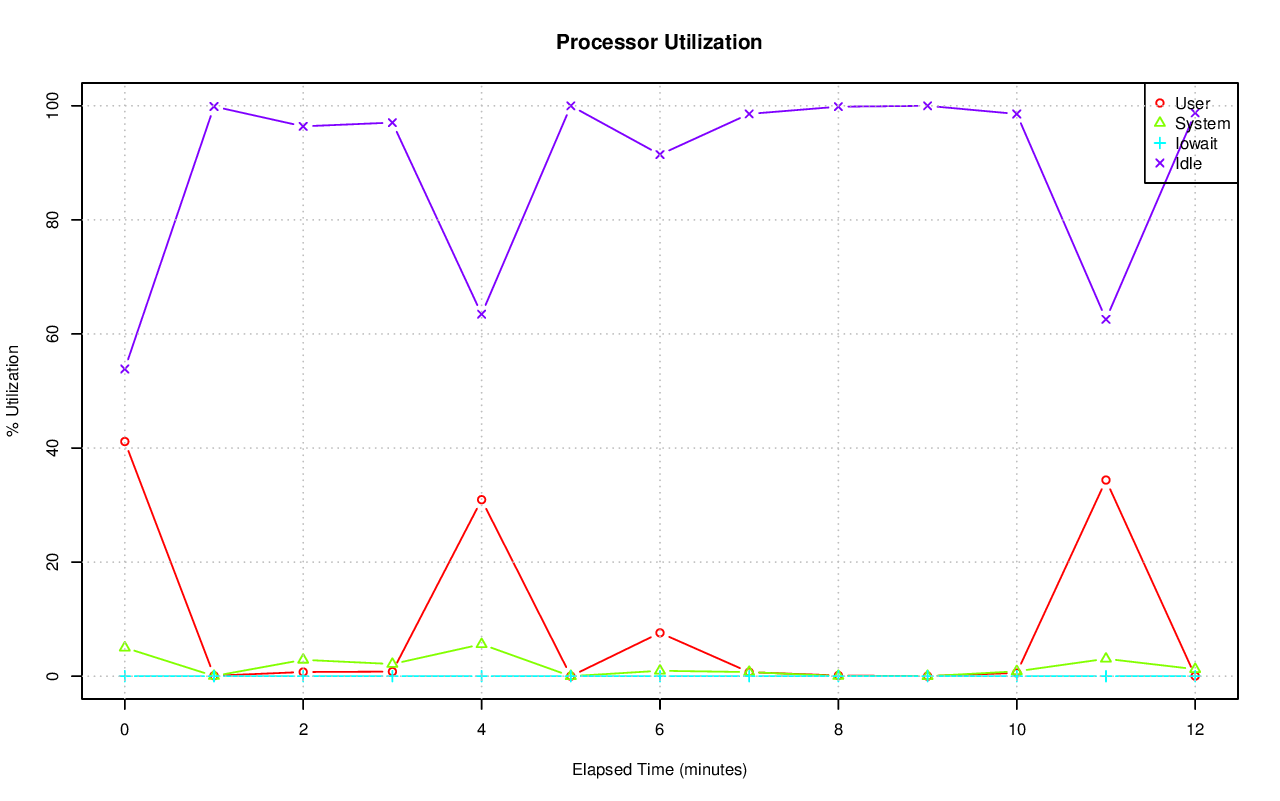 Processor Utilization
User
System
Iowait
Idle
% Utilization
100
80
60
40
20
0
0 2 4 6 8 10 12
Elapsed Time (minutes)